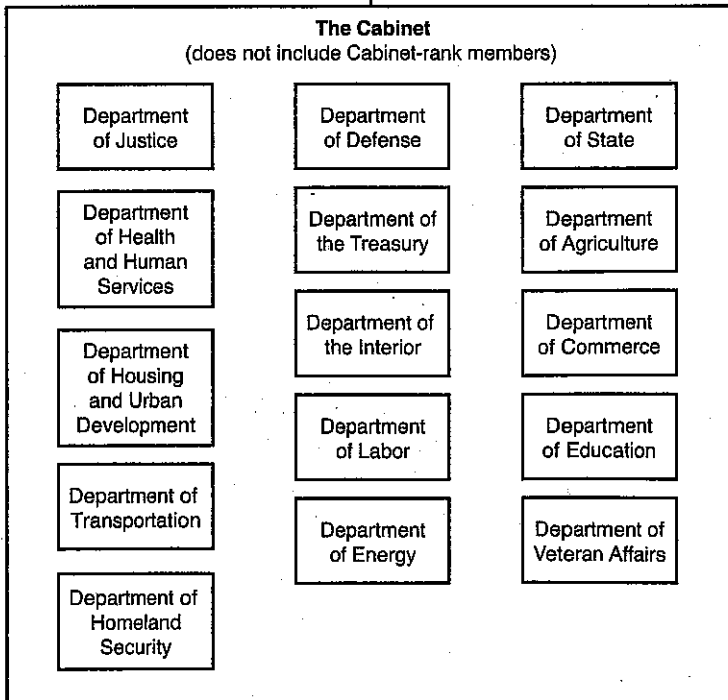 The Cabinet
(does not include Cabinet-rank members)
Department
of Justice
Department
of Defense
Department
of State
Department
of Health
and Human
Services
Department of
the Treasury
Department
of Agriculture
Department
of Housing
and Urban
Development
Department of
the Interior
Department
of Commerce
Department of
Transportation
Department
of Labor
Department
of Education
Department of
Homeland
Security
Department
of Energy
Department of
Veteran Affairs